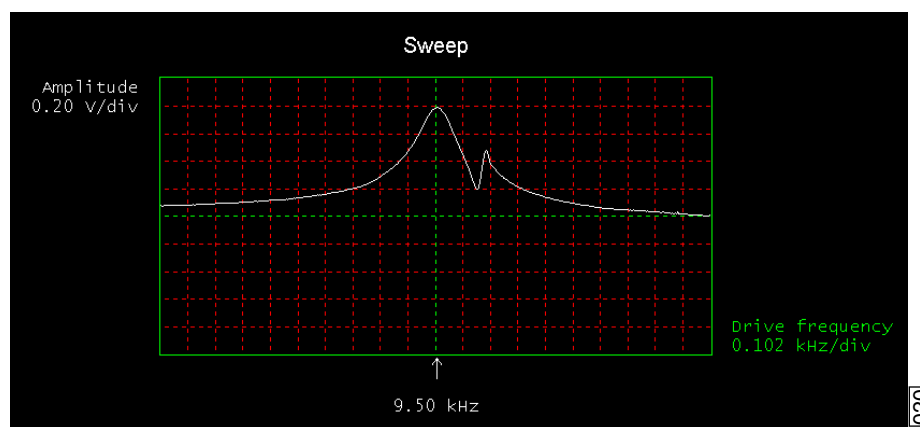 Sweep
Amplitude
0.20 V/div
Drive frequency
0.102 kHz/div
9.50 kHz